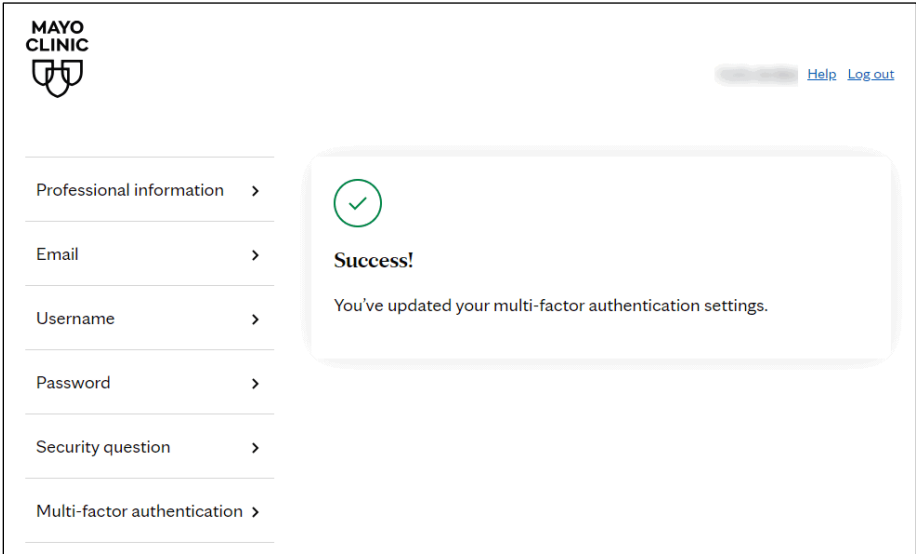 MAYO
CLINIC
Help Log out
Professional information
Email
Username
Password
Security question
Multi-factor authentication
Success!
You’ve updated your multi-factor authentication settings.